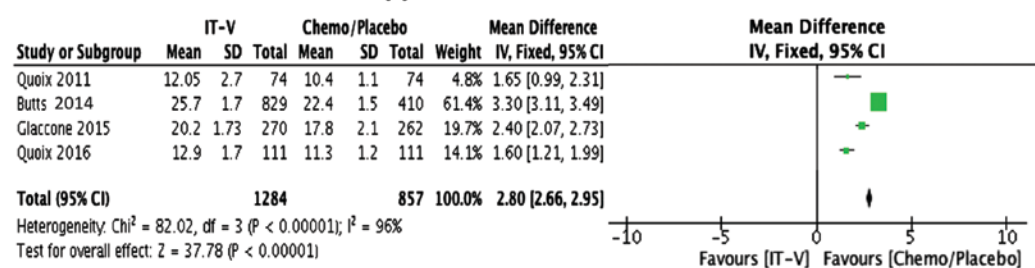 IT-V Chemo/Placebo Mean Difference Mean Difference
Study or Subgroup Mean SD Total Mean SD Total Weight IV, Fixed, 95% CI IV, Fixed, 95% CI
Quoix 2011 12.05 2.7 74 10.4 1.1 74 4.8% 1.65 [0.99, 2.31]
Butts 2014 25.7 1.7 829 22.4 1.5 410 61.4% 3.30 [3.11, 3.49]
Glaccone 2015 20.2 1.73 270 17.8 2.1 262 19.7% 2.40 [2.07, 2.73]
Quoix 2016 12.9 1.7 111 11.3 1.2 111 14.1% 1.60 [1.21, 1.99]
Total (95% CI) 1284 857 100.0% 2.80 [2.66, 2.95]
Heterogeneity: Chi² = 82.02, df = 3 (P < 0.00001); I² = 96%
Test for overall effect: Z = 37.78 (P < 0.00001)
-10 -5 0 5 10
Favours [IT-V] Favours [Chemo/Placebo]